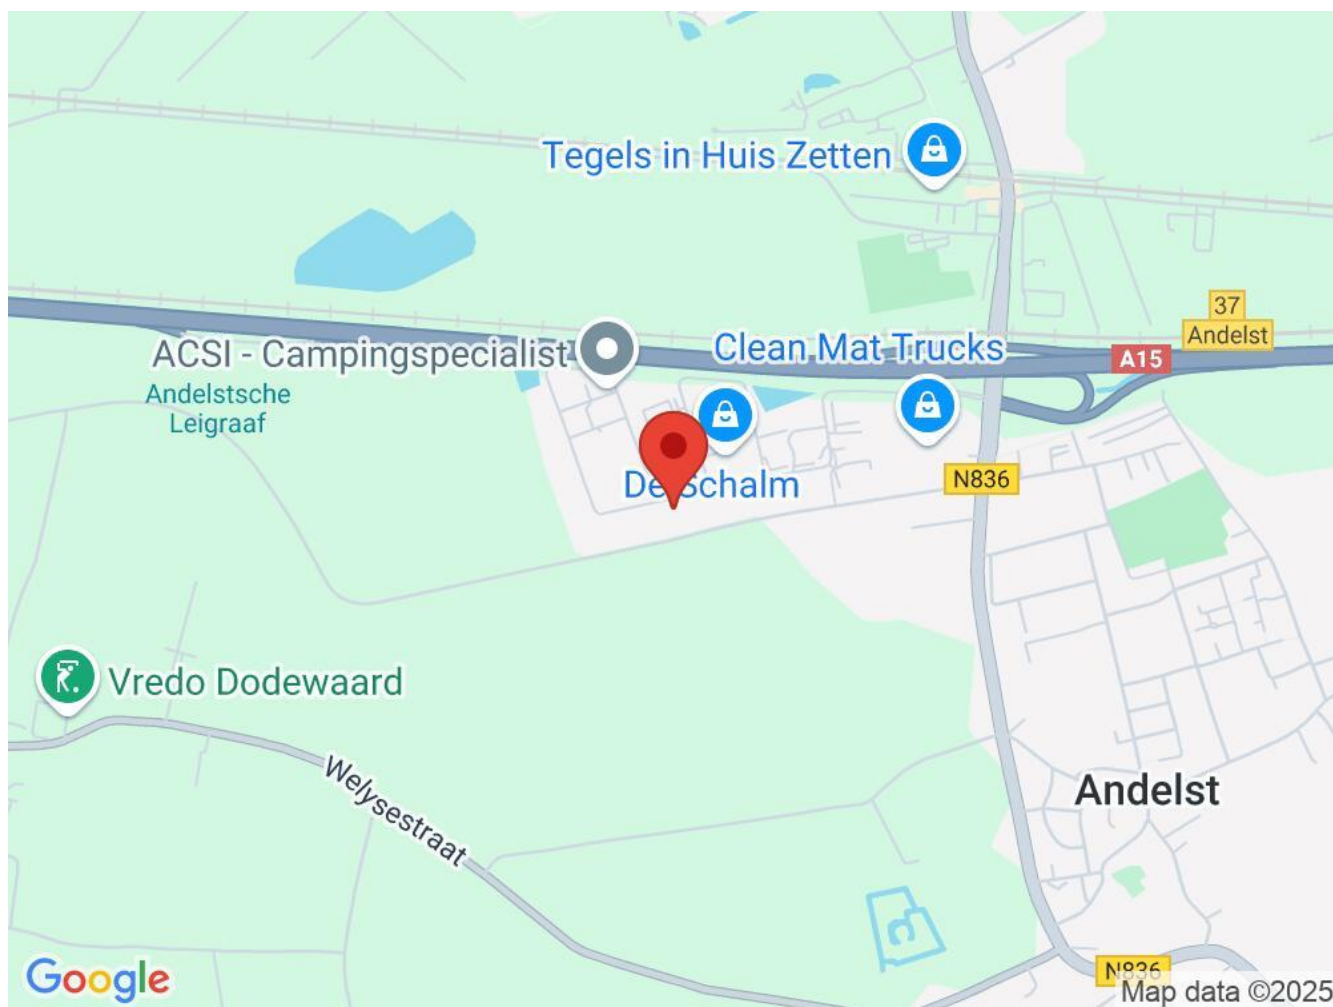 Tegels in Huis Zetten
37
Andelst
ACSI - Campingspecialist
Clean Mat Trucks
A15
Andelstsche
Leigraaf
De Schalm
N836
Vredo Dodewaard
Welysestraat
Andelst
N836
Google
Map data ©2025